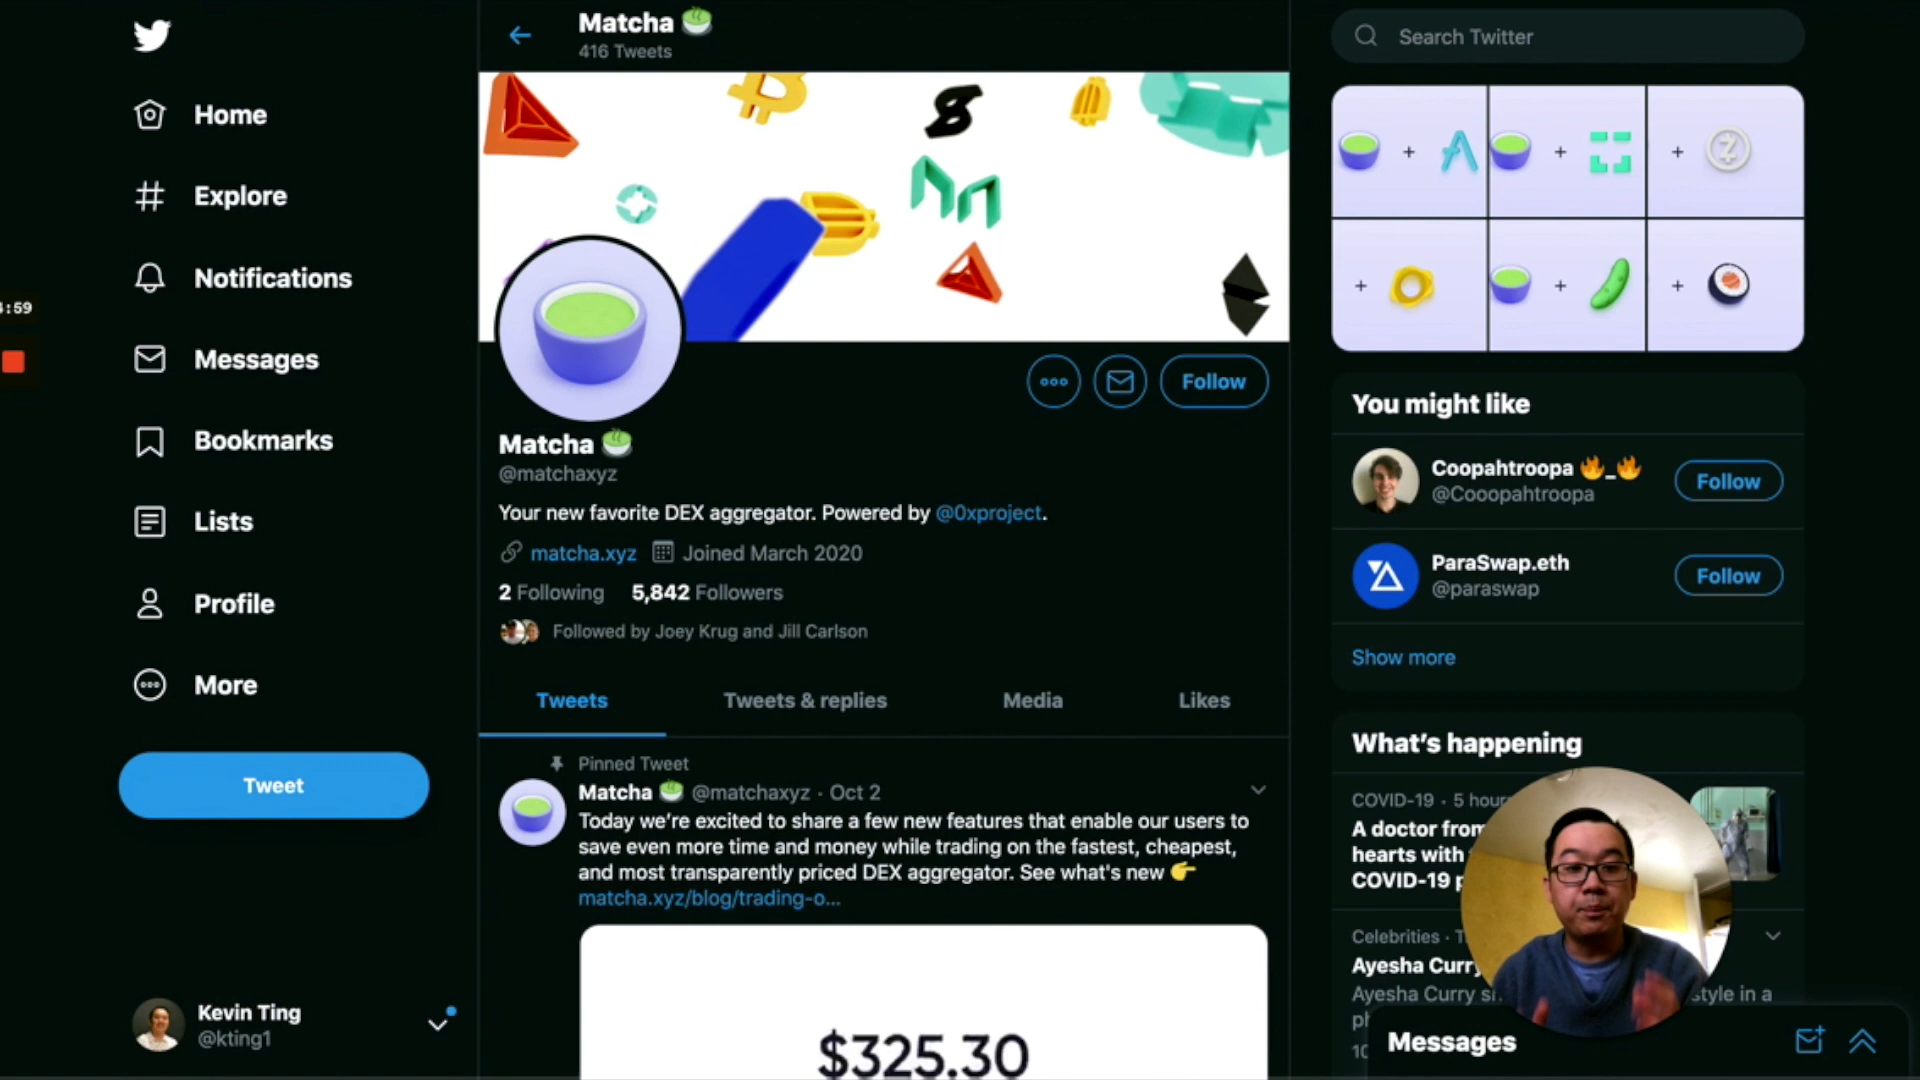 Home
Explore
Notifications
:59
Messages
Bookmarks
Lists
Profile
More
Tweet
Kevin Ting
@kting1
Matcha
416 Tweets
Follow
Matcha
@matchaxyz
Your new favorite DEX aggregator. Powered by @0xproject.
matcha.xyz Joined March 2020
2 Following 5,842 Followers
Followed by Joey Krug and Jill Carlson
Tweets Tweets & replies Media Likes
Pinned Tweet
Matcha @matchaxyz · Oct 2
Today we're excited to share a few new features that enable our users to
save even more time and money while trading on the fastest, cheapest,
and most transparently priced DEX aggregator. See what's new
matcha.xyz/blog/trading-o...
$325.30
Search Twitter
You might like
Coopahtroopa _
@Cooopahtroopa
Follow
ParaSwap.eth
@paraswap
Follow
Show more
What's happening
COVID-19 · 5 hour
A doctor from
hearts with
COVID-19
Celebrities ·
Ayesha Curry
Ayesha Curry style in a
Messages